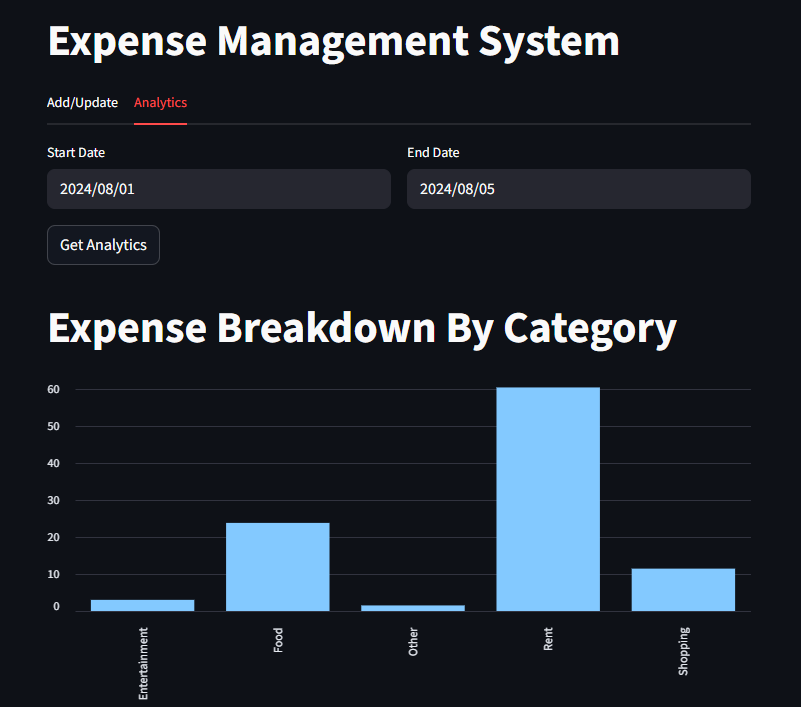 Expense Management System
Add/Update Analytics
Start Date End Date
2024/08/01 2024/08/05
Get Analytics
Expense Breakdown By Category
60
50
40
30
20
10
0
Entertainment
Food
Other
Rent
Shopping